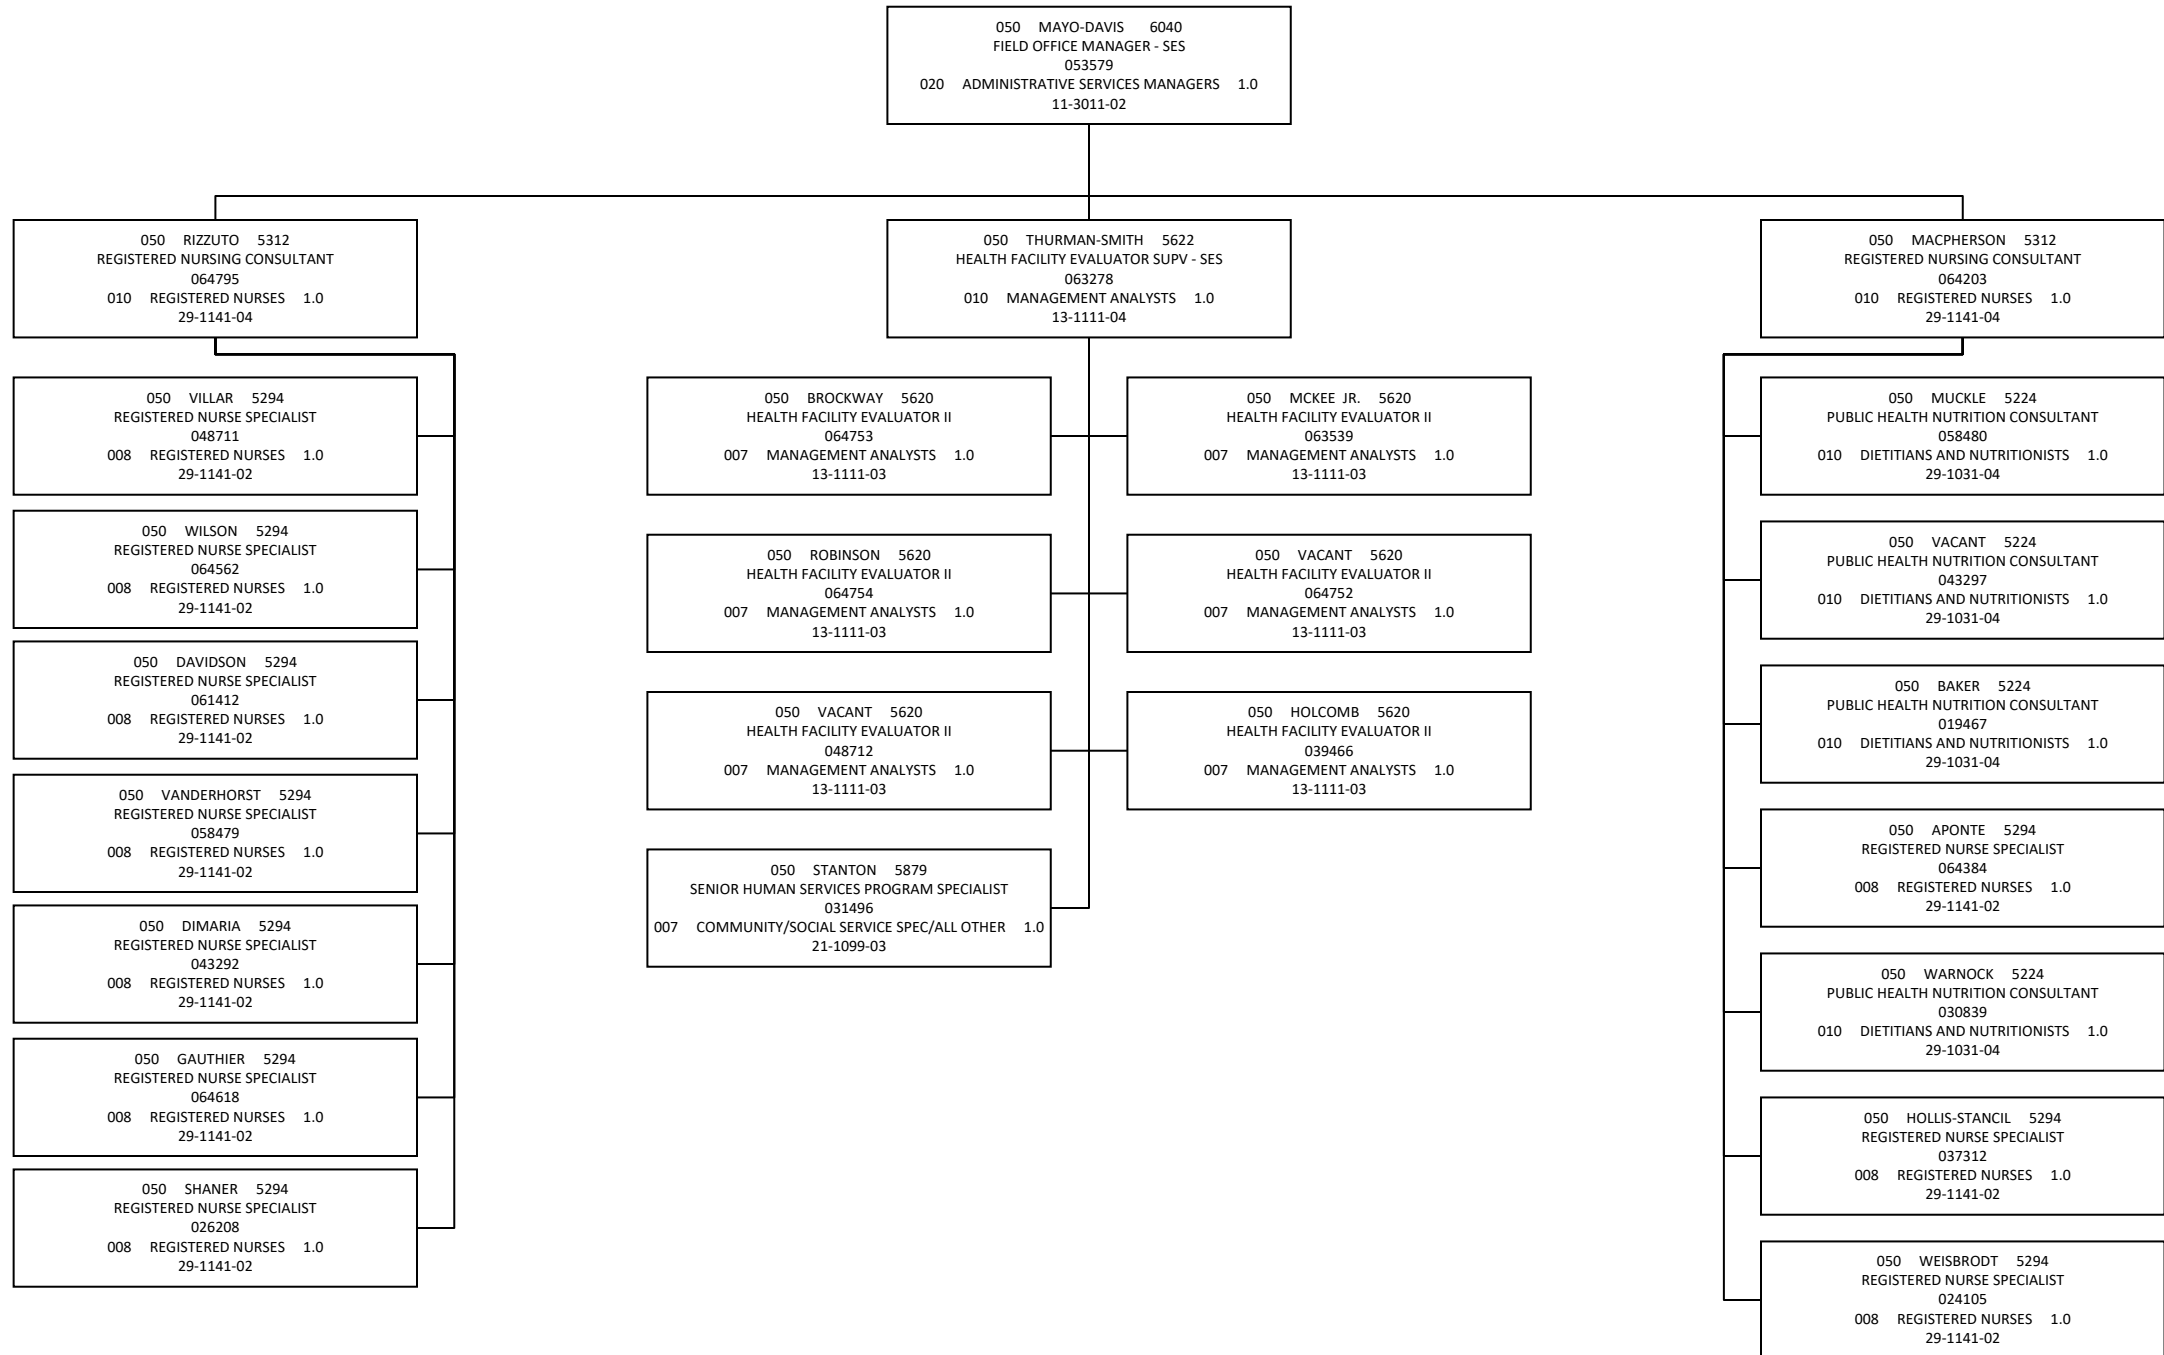 050 MAYO-DAVIS 6040
FIELD OFFICE MANAGER - SES
053579
020 ADMINISTRATIVE SERVICES MANAGERS 1.0
11-3011-02
050 RIZZUTO 5312
REGISTERED NURSING CONSULTANT
064795
010 REGISTERED NURSES 1.0
29-1141-04
050 THURMAN-SMITH 5622
HEALTH FACILITY EVALUATOR SUPV - SES
063278
010 MANAGEMENT ANALYSTS 1.0
13-1111-04
050 MACPHERSON 5312
REGISTERED NURSING CONSULTANT
064203
010 REGISTERED NURSES 1.0
29-1141-04
050 VILLAR 5294
REGISTERED NURSE SPECIALIST
048711
008 REGISTERED NURSES 1.0
29-1141-02
050 WILSON 5294
REGISTERED NURSE SPECIALIST
064562
008 REGISTERED NURSES 1.0
29-1141-02
050 DAVIDSON 5294
REGISTERED NURSE SPECIALIST
061412
008 REGISTERED NURSES 1.0
29-1141-02
050 VANDERHORST 5294
REGISTERED NURSE SPECIALIST
058479
008 REGISTERED NURSES 1.0
29-1141-02
050 DIMARIA 5294
REGISTERED NURSE SPECIALIST
043292
008 REGISTERED NURSES 1.0
29-1141-02
050 GAUTHIER 5294
REGISTERED NURSE SPECIALIST
064618
008 REGISTERED NURSES 1.0
29-1141-02
050 SHANER 5294
REGISTERED NURSE SPECIALIST
026208
008 REGISTERED NURSES 1.0
29-1141-02
050 BROCKWAY 5620
HEALTH FACILITY EVALUATOR II
064753
007 MANAGEMENT ANALYSTS 1.0
13-1111-03
050 MCKEE JR. 5620
HEALTH FACILITY EVALUATOR II
063539
007 MANAGEMENT ANALYSTS 1.0
13-1111-03
050 ROBINSON 5620
HEALTH FACILITY EVALUATOR II
064754
007 MANAGEMENT ANALYSTS 1.0
13-1111-03
050 VACANT 5620
HEALTH FACILITY EVALUATOR II
064752
007 MANAGEMENT ANALYSTS 1.0
13-1111-03
050 VACANT 5620
HEALTH FACILITY EVALUATOR II
048712
007 MANAGEMENT ANALYSTS 1.0
13-1111-03
050 HOLCOMB 5620
HEALTH FACILITY EVALUATOR II
039466
007 MANAGEMENT ANALYSTS 1.0
13-1111-03
050 STANTON 5879
SENIOR HUMAN SERVICES PROGRAM SPECIALIST
031496
007 COMMUNITY/SOCIAL SERVICE SPEC/ALL OTHER 1.0
21-1099-03
050 MUCKLE 5224
PUBLIC HEALTH NUTRITION CONSULTANT
058480
010 DIETITIANS AND NUTRITIONISTS 1.0
29-1031-04
050 VACANT 5224
PUBLIC HEALTH NUTRITION CONSULTANT
043297
010 DIETITIANS AND NUTRITIONISTS 1.0
29-1031-04
050 BAKER 5224
PUBLIC HEALTH NUTRITION CONSULTANT
019467
010 DIETITIANS AND NUTRITIONISTS 1.0
29-1031-04
050 APONTE 5294
REGISTERED NURSE SPECIALIST
064384
008 REGISTERED NURSES 1.0
29-1141-02
050 WARNOCK 5224
PUBLIC HEALTH NUTRITION CONSULTANT
030839
010 DIETITIANS AND NUTRITIONISTS 1.0
29-1031-04
050 HOLLIS-STANCIL 5294
REGISTERED NURSE SPECIALIST
037312
008 REGISTERED NURSES 1.0
29-1141-02
050 WEISBRODT 5294
REGISTERED NURSE SPECIALIST
024105
008 REGISTERED NURSES 1.0
29-1141-02